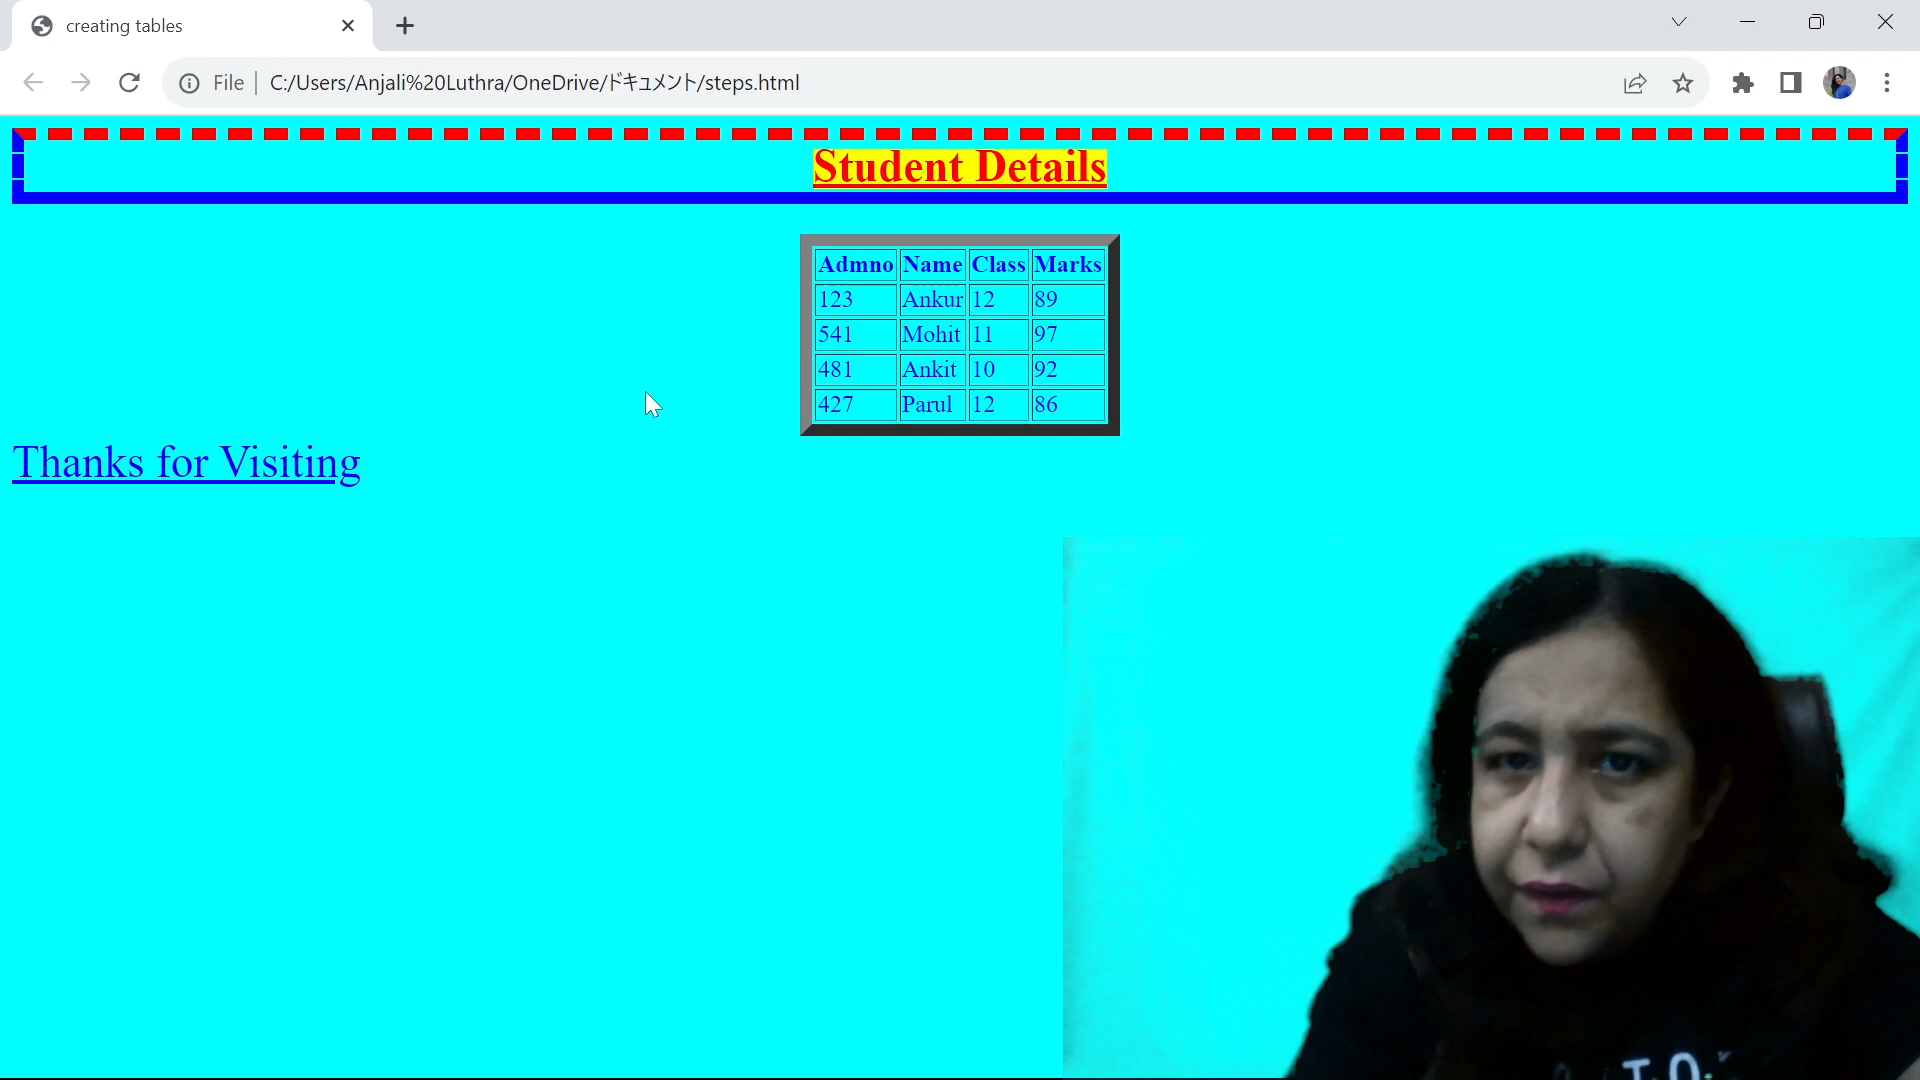 creating tables
File C:/Users/Anjali%20Luthra/OneDrive/ドキュメント/steps.html
Student Details
Admno Name Class Marks
123 Ankur 12 89
541 Mohit 11 97
481 Ankit 10 92
427 Parul 12 86
Thanks for Visiting